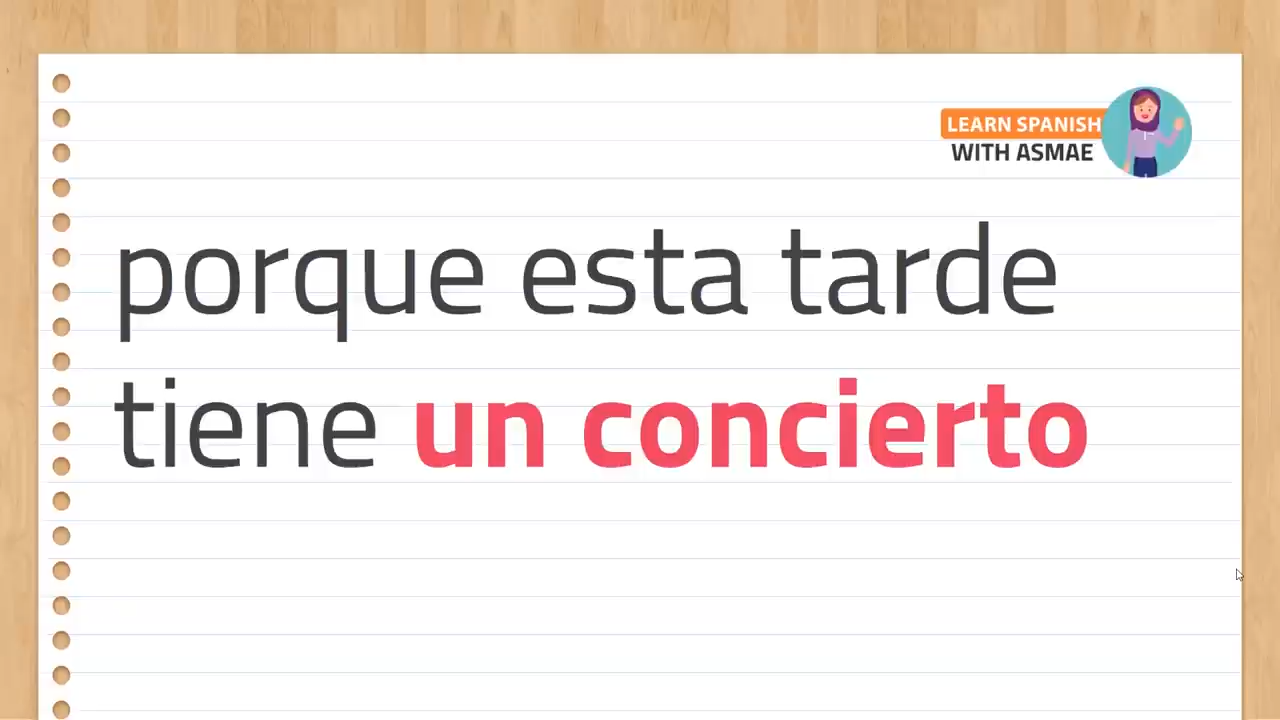 LEARN SPANISH
WITH ASMAE
porque esta tarde
tiene un concierto